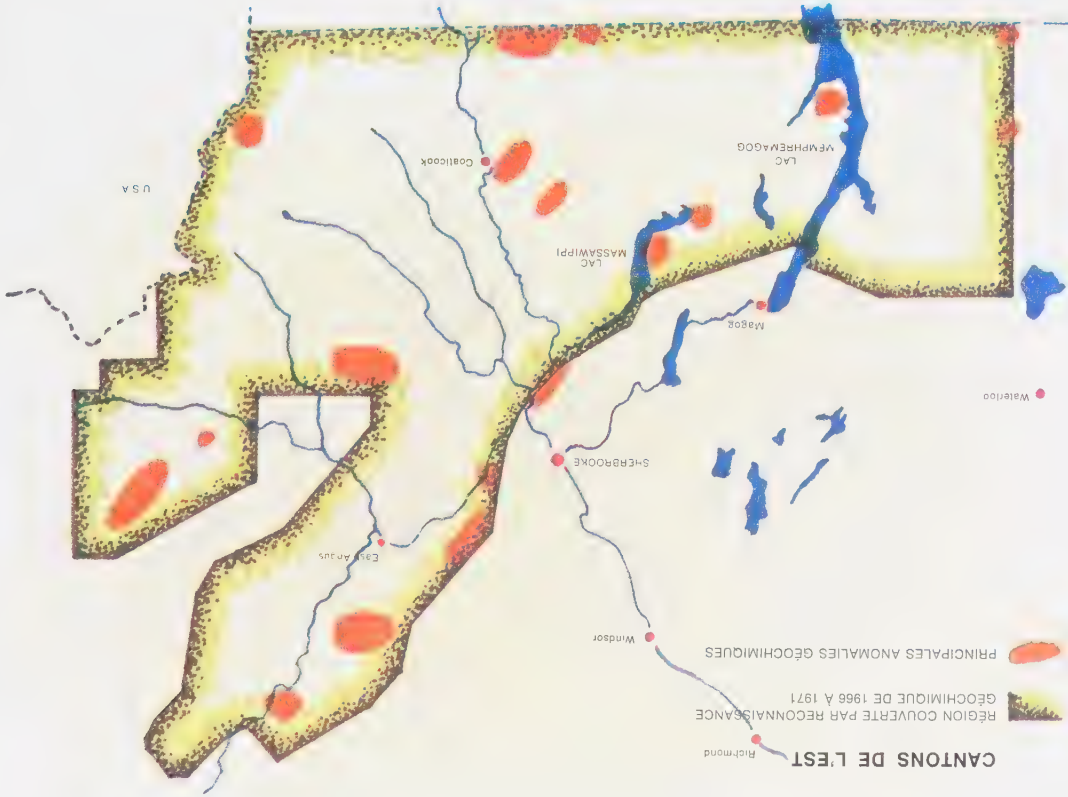 CANTONS DE L'EST
RÉGION COUVERTE PAR RECONNAISSANCE
GÉOCHIMIQUE DE 1966 À 1971
PRINCIPALES ANOMALIES GÉOCHIMIQUES
Richmond
Windsor
East Angus
SHERBROOKE
Waterloo
Magog
LAC
MASSAWIPPI
USA
LAC
MEMPHREMAGOG
Coaticook